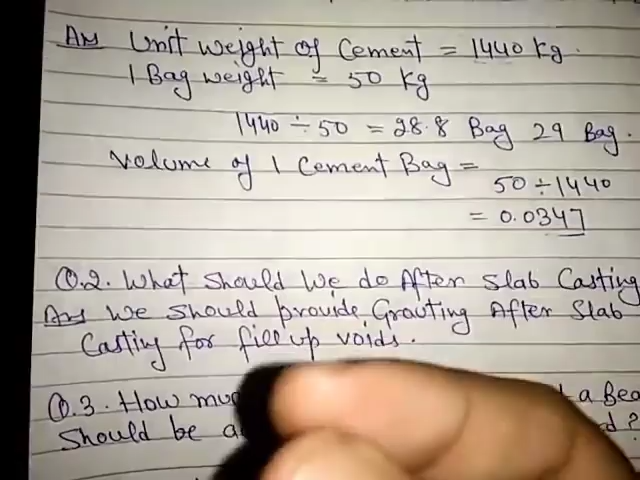 Ans Unit weight of Cement = 1440 kg.
1 Bag weight = 50 kg
1440 ÷ 50 = 28.8 Bag 29 Bag.
Volume of 1 Cement Bag =
50 ÷ 1440
= 0.0347
Q.2. What should we do After slab Casting
Ans We should provide Grouting After Slab
Casting for fill up voids.
Q.3. How a Bea
should be